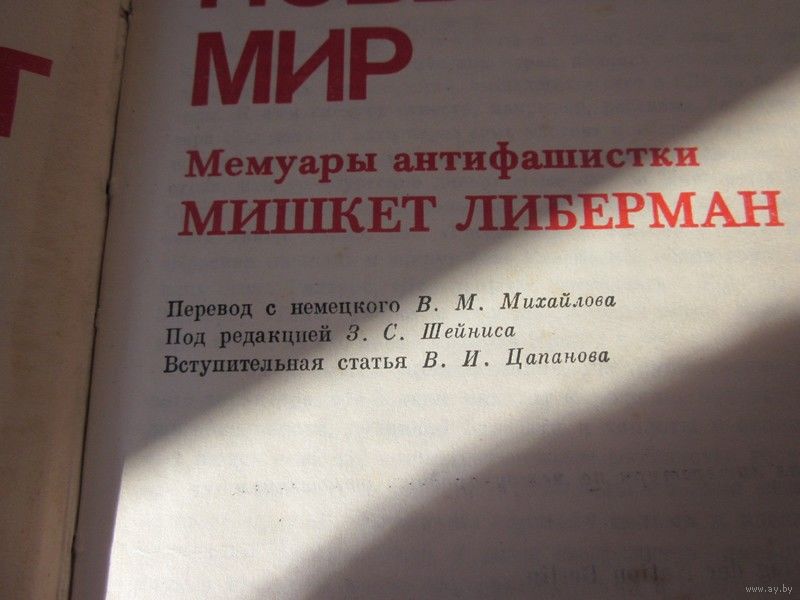 МИР
Мемуары антифашистки
МИШКЕТ ЛИБЕРМАН
Перевод с немецкого В. М. Михайлова
Под редакцией З. С. Шейниса
Вступительная статья В. И. Цапанова
www.ay.by